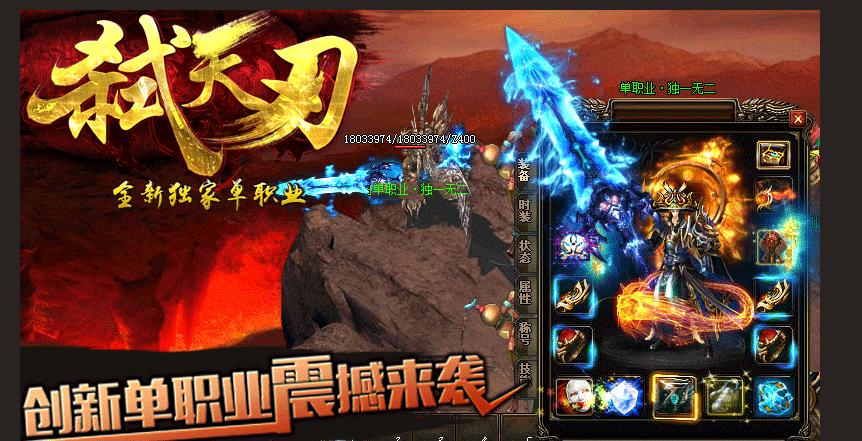 弑天刃
全新独家单职业
18033974/18033974/Z400
单职业·独一无二
单职业·独一无二
装备
时装
状态
属性
称号
技
创新单职业震撼来袭